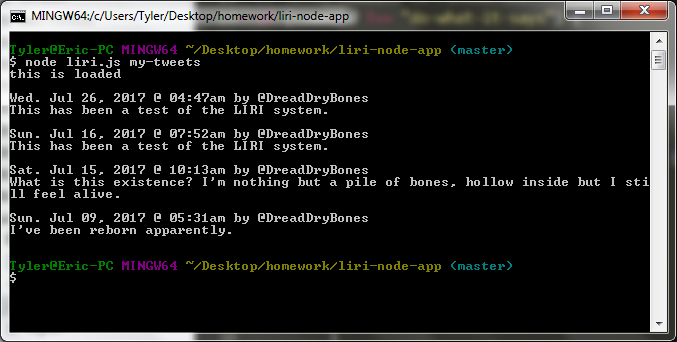 MINGW64:/c/Users/Tyler/Desktop/homework/liri-node-app
Tyler@Eric-PC MINGW64 ~/Desktop/homework/liri-node-app (master)
$ node liri.js my-tweets
this is loaded
Wed. Jul 26, 2017 @ 04:47am by @DreadDryBones
This has been a test of the LIRI system.
Sun. Jul 16, 2017 @ 07:52am by @DreadDryBones
This has been a test of the LIRI system.
Sat. Jul 15, 2017 @ 10:13am by @DreadDryBones
What is this existence? I'm nothing but a pile of bones, hollow inside but I sti
ll feel alive.
Sun. Jul 09, 2017 @ 05:31am by @DreadDryBones
I've been reborn apparently.
Tyler@Eric-PC MINGW64 ~/Desktop/homework/liri-node-app (master)
$